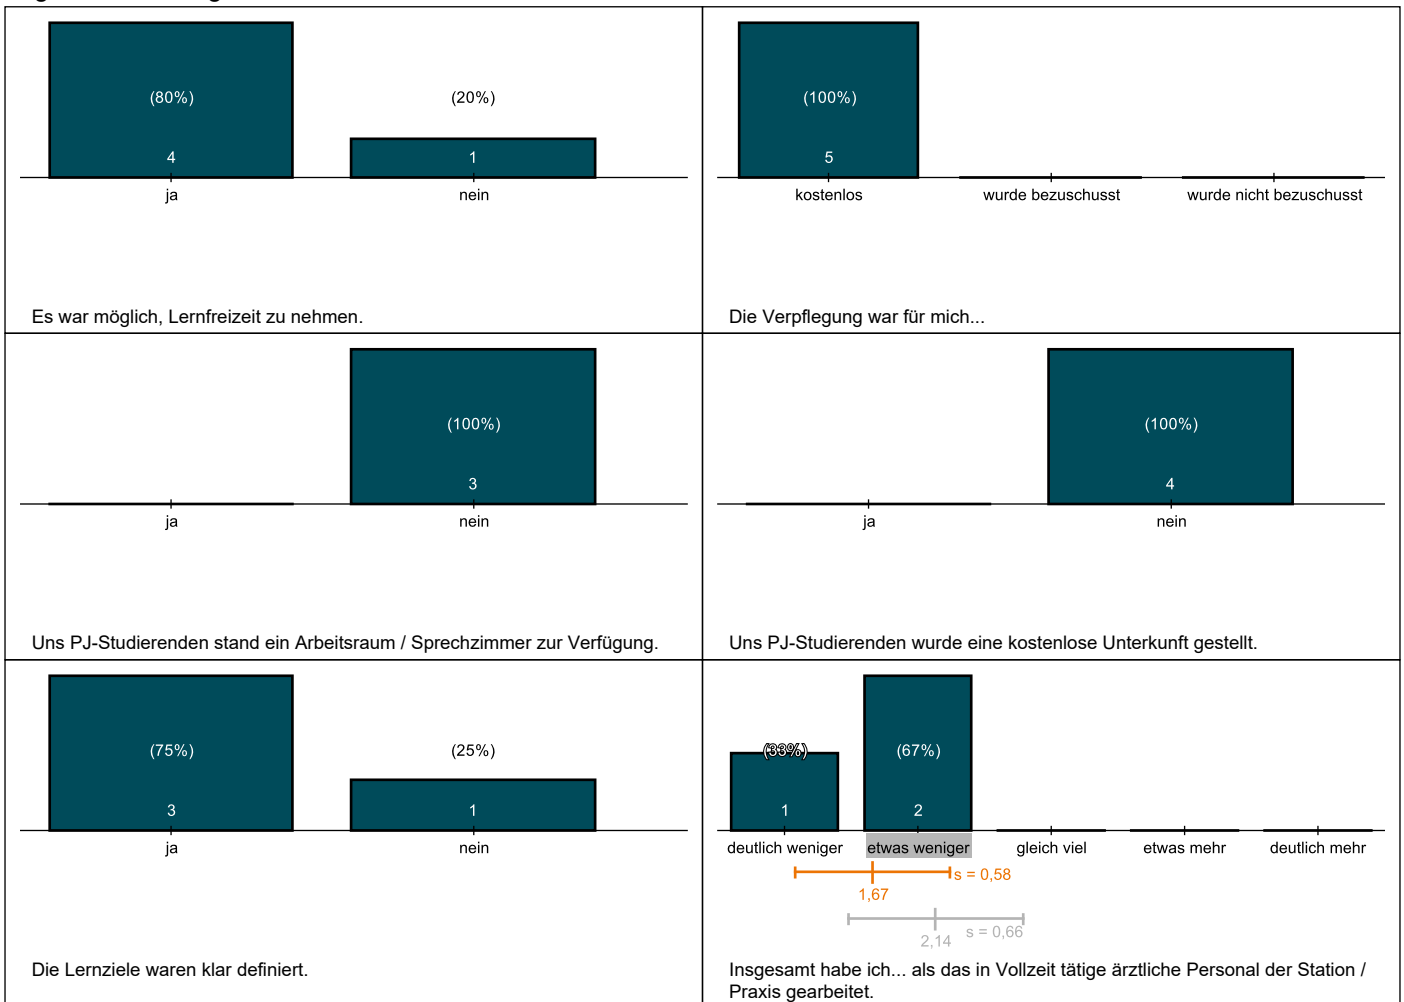 (80%)
(20%)
4
1
ja
nein
Es war möglich, Lernfreizeit zu nehmen.
(100%)
5
kostenlos
wurde bezuschusst
wurde nicht bezuschusst
Die Verpflegung war für mich...
(100%)
3
ja
nein
Uns PJ-Studierenden stand ein Arbeitsraum / Sprechzimmer zur Verfügung.
(100%)
4
ja
nein
Uns PJ-Studierenden wurde eine kostenlose Unterkunft gestellt.
(75%)
(25%)
3
1
ja
nein
Die Lernziele waren klar definiert.
(33%)
(67%)
1
2
deutlich weniger
etwas weniger
gleich viel
etwas mehr
deutlich mehr
s = 0,58
1,67
s = 0,66
2,14
Insgesamt habe ich... als das in Vollzeit tätige ärztliche Personal der Station /
Praxis gearbeitet.